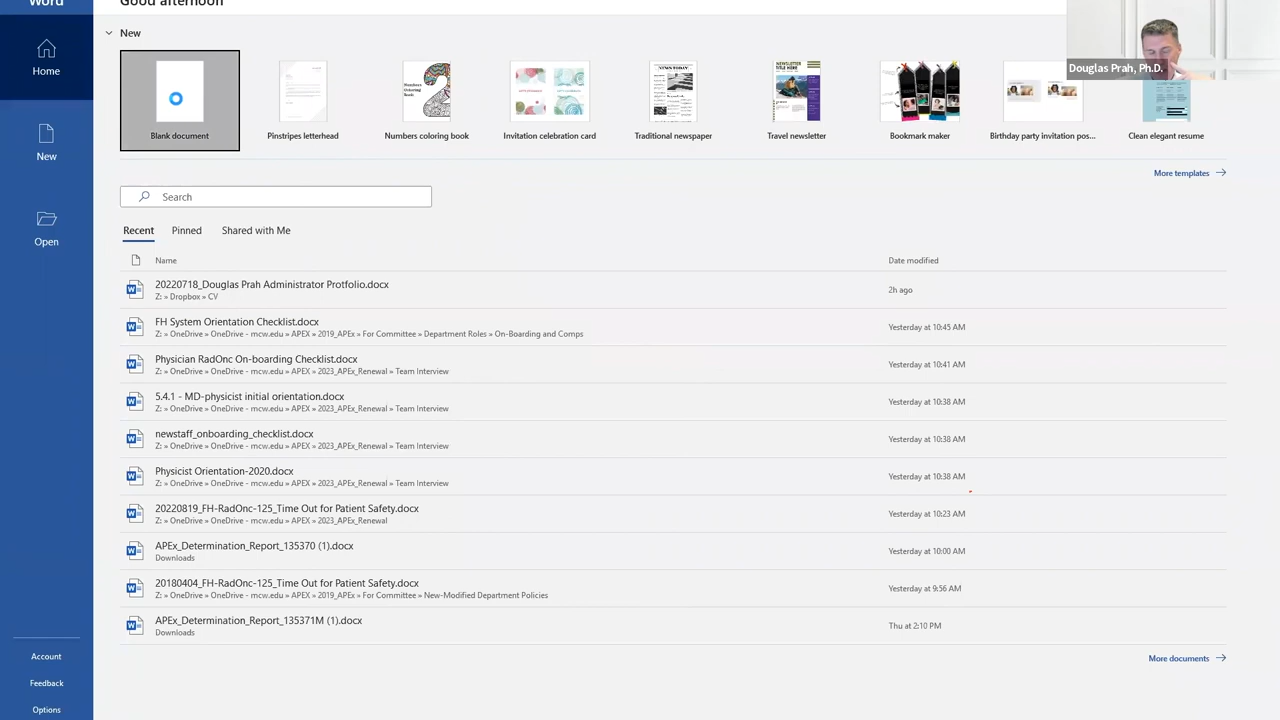 Word
Good afternoon
Home
New
Open
Account
Feedback
Options
New
Douglas Prah, Ph.D.
Blank document
Pinstripes letterhead
Numbers coloring book
Invitation celebration card
Traditional newspaper
Travel newsletter
Bookmark maker
Birthday party invitation pos...
Clean elegant resume
More templates
Search
Recent Pinned Shared with Me
Name Date modified
20220718_Douglas Prah Administrator Protfolio.docx
Z: » Dropbox » CV
2h ago
FH System Orientation Checklist.docx
Z: » OneDrive » OneDrive - mcw.edu » APEX » 2019_APEx » For Committee » Department Roles » On-Boarding and Comps
Yesterday at 10:45 AM
Physician RadOnc On-boarding Checklist.docx
Z: » OneDrive » OneDrive - mcw.edu » APEX » 2023_APEx_Renewal » Team Interview
Yesterday at 10:41 AM
5.4.1 - MD-physicist initial orientation.docx
Z: » OneDrive » OneDrive - mcw.edu » APEX » 2023_APEx_Renewal » Team Interview
Yesterday at 10:38 AM
newstaff_onboarding_checklist.docx
Z: » OneDrive » OneDrive - mcw.edu » APEX » 2023_APEx_Renewal » Team Interview
Yesterday at 10:38 AM
Physicist Orientation-2020.docx
Z: » OneDrive » OneDrive - mcw.edu » APEX » 2023_APEx_Renewal » Team Interview
Yesterday at 10:38 AM
20220819_FH-RadOnc-125_Time Out for Patient Safety.docx
Z: » OneDrive » OneDrive - mcw.edu » APEX » 2023_APEx_Renewal
Yesterday at 10:23 AM
APEx_Determination_Report_135370 (1).docx
Downloads
Yesterday at 10:00 AM
20180404_FH-RadOnc-125_Time Out for Patient Safety.docx
Z: » OneDrive » OneDrive - mcw.edu » APEX » 2019_APEx » For Committee » New-Modified Department Policies
Yesterday at 9:56 AM
APEx_Determination_Report_135371M (1).docx
Downloads
Thu at 2:10 PM
More documents